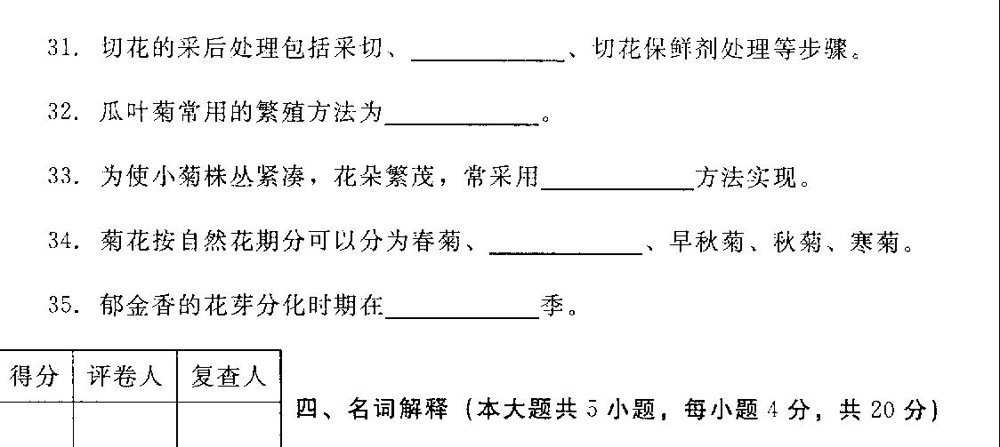 31. 切花的采后处理包括采切、____________、切花保鲜剂处理等步骤。
32. 瓜叶菊常用的繁殖方法为____________。
33. 为使小菊株丛紧凑，花朵繁茂，常采用____________方法实现。
34. 菊花按自然花期分可以分为春菊、____________、早秋菊、秋菊、寒菊。
35. 郁金香的花芽分化时期在____________季。
得分 评卷人 复查人
四、名词解释（本大题共5小题，每小题4分，共20分）